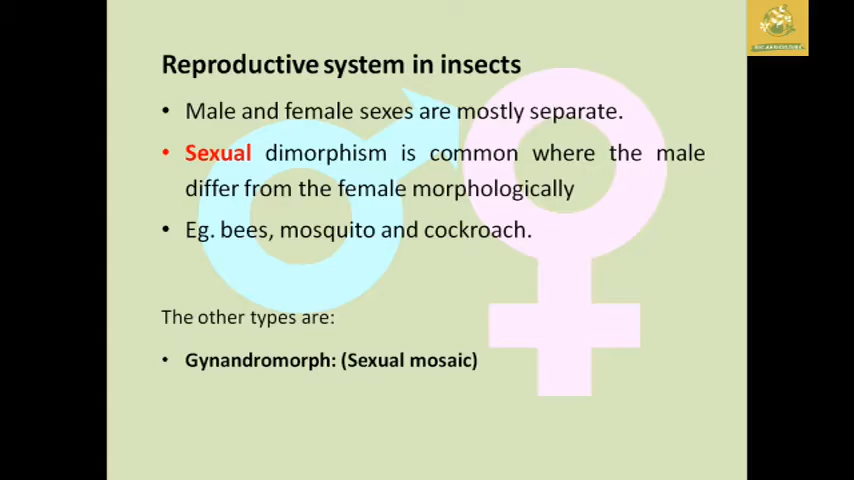 Reproductive system in insects
• Male and female sexes are mostly separate.
• Sexual dimorphism is common where the male
differ from the female morphologically
• Eg. bees, mosquito and cockroach.
The other types are:
• Gynandromorph: (Sexual mosaic)